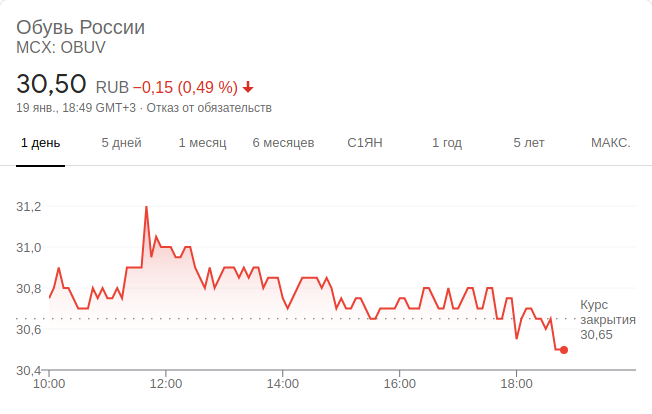 Обувь России
MCX: OBUV
30,50 RUB −0,15 (0,49 %)
19 янв., 18:49 GMT+3 · Отказ от обязательств
1 день 5 дней 1 месяц 6 месяцев С1ЯН 1 год 5 лет МАКС.
31,2
31,0
30,8
30,6
30,4
Курс
закрытия
30,65
10:00 12:00 14:00 16:00 18:00